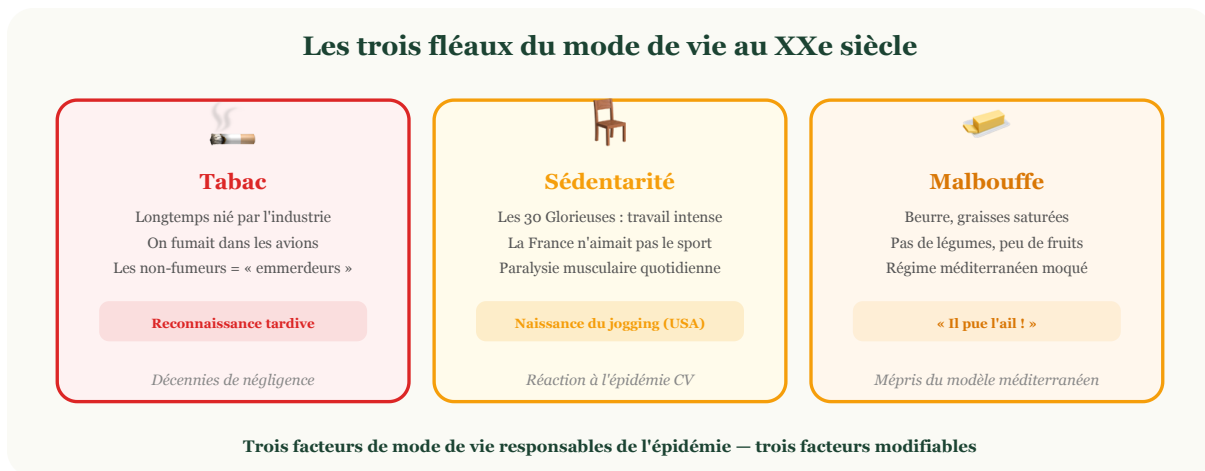 Les trois fléaux du mode de vie au XXe siècle
Tabac
Longtemps nié par l'industrie
On fumait dans les avions
Les non-fumeurs = « emmerdeurs »
Reconnaissance tardive
Décennies de négligence
Sédentarité
Les 30 Glorieuses : travail intense
La France n'aimait pas le sport
Paralysie musculaire quotidienne
Naissance du jogging (USA)
Réaction à l'épidémie CV
Malbouffe
Beurre, graisses saturées
Pas de légumes, peu de fruits
Régime méditerranéen moqué
« Il pue l'ail ! »
Mépris du modèle méditerranéen
Trois facteurs de mode de vie responsables de l'épidémie — trois facteurs modifiables